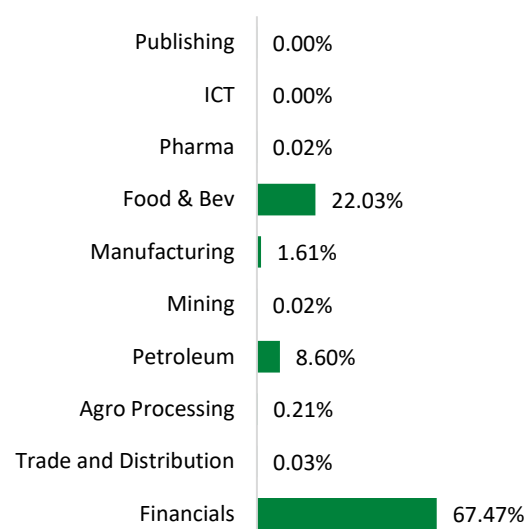 Publishing 0.00%
ICT 0.00%
Pharma 0.02%
Food & Bev 22.03%
Manufacturing 1.61%
Mining 0.02%
Petroleum 8.60%
Agro Processing 0.21%
Trade and Distribution 0.03%
Financials 67.47%